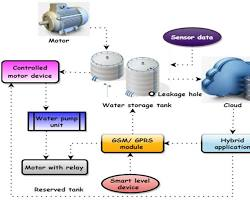 Motor
Sensor data
Controlled
motor device
Leakage hole
Water storage
tank
Cloud
Water pump
unit
GSM/ GPRS
module
Hybrid
application
Motor with relay
Reserved tank
Smart level
device